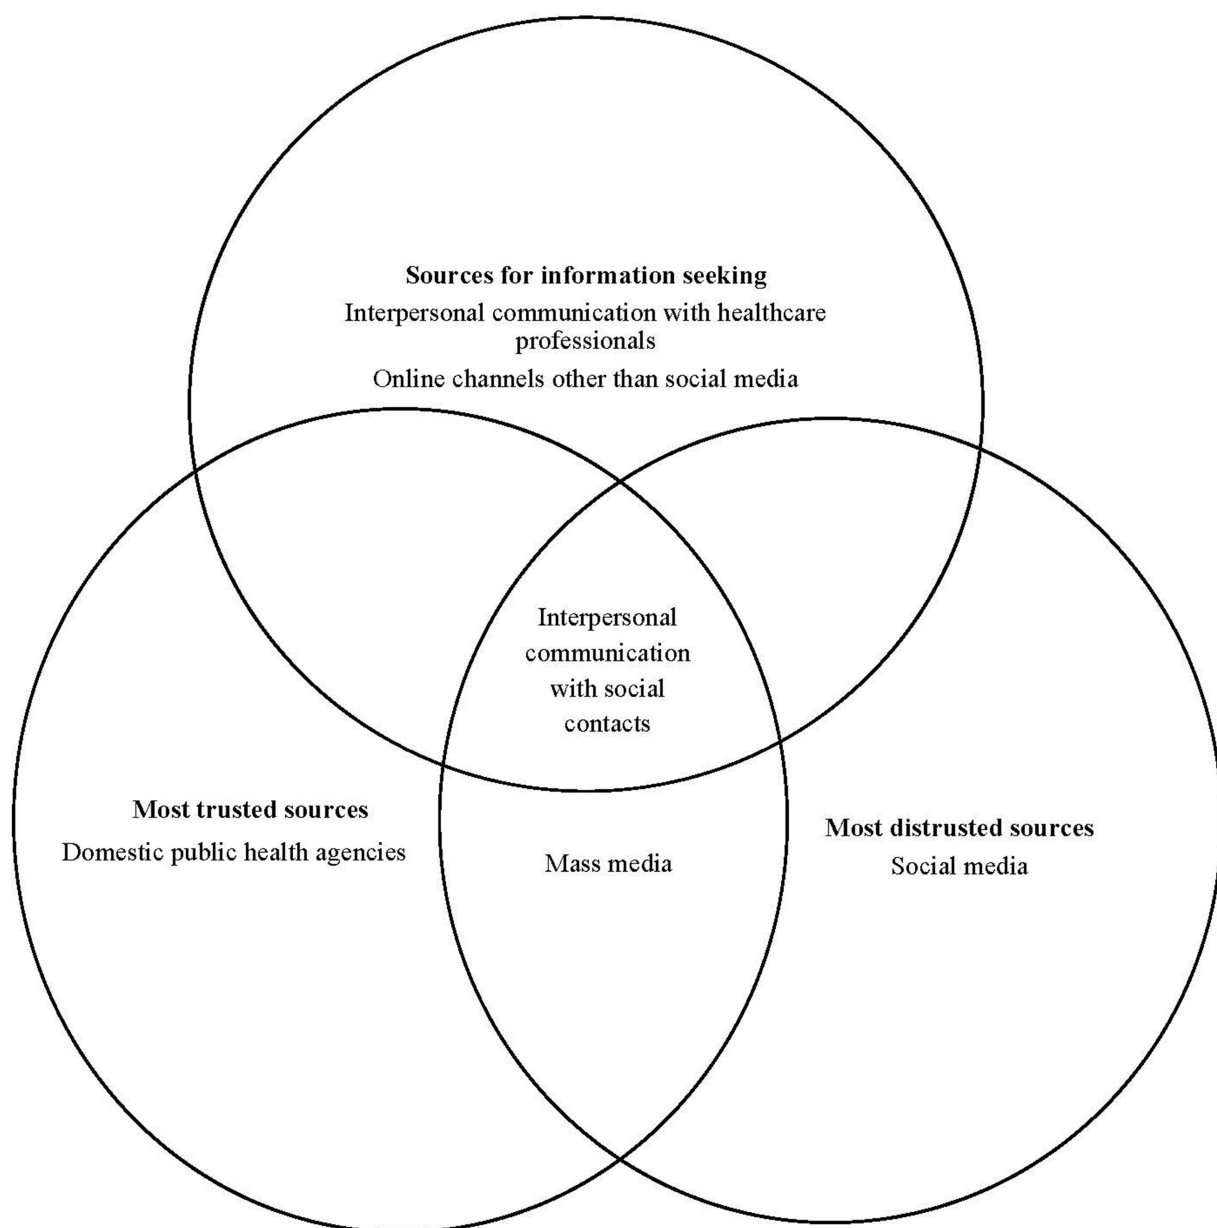 Sources for information seeking
Interpersonal communication with healthcare
professionals
Online channels other than social media
Interpersonal
communication
with social
contacts
Most trusted sources
Domestic public health agencies
Mass media
Most distrusted sources
Social media